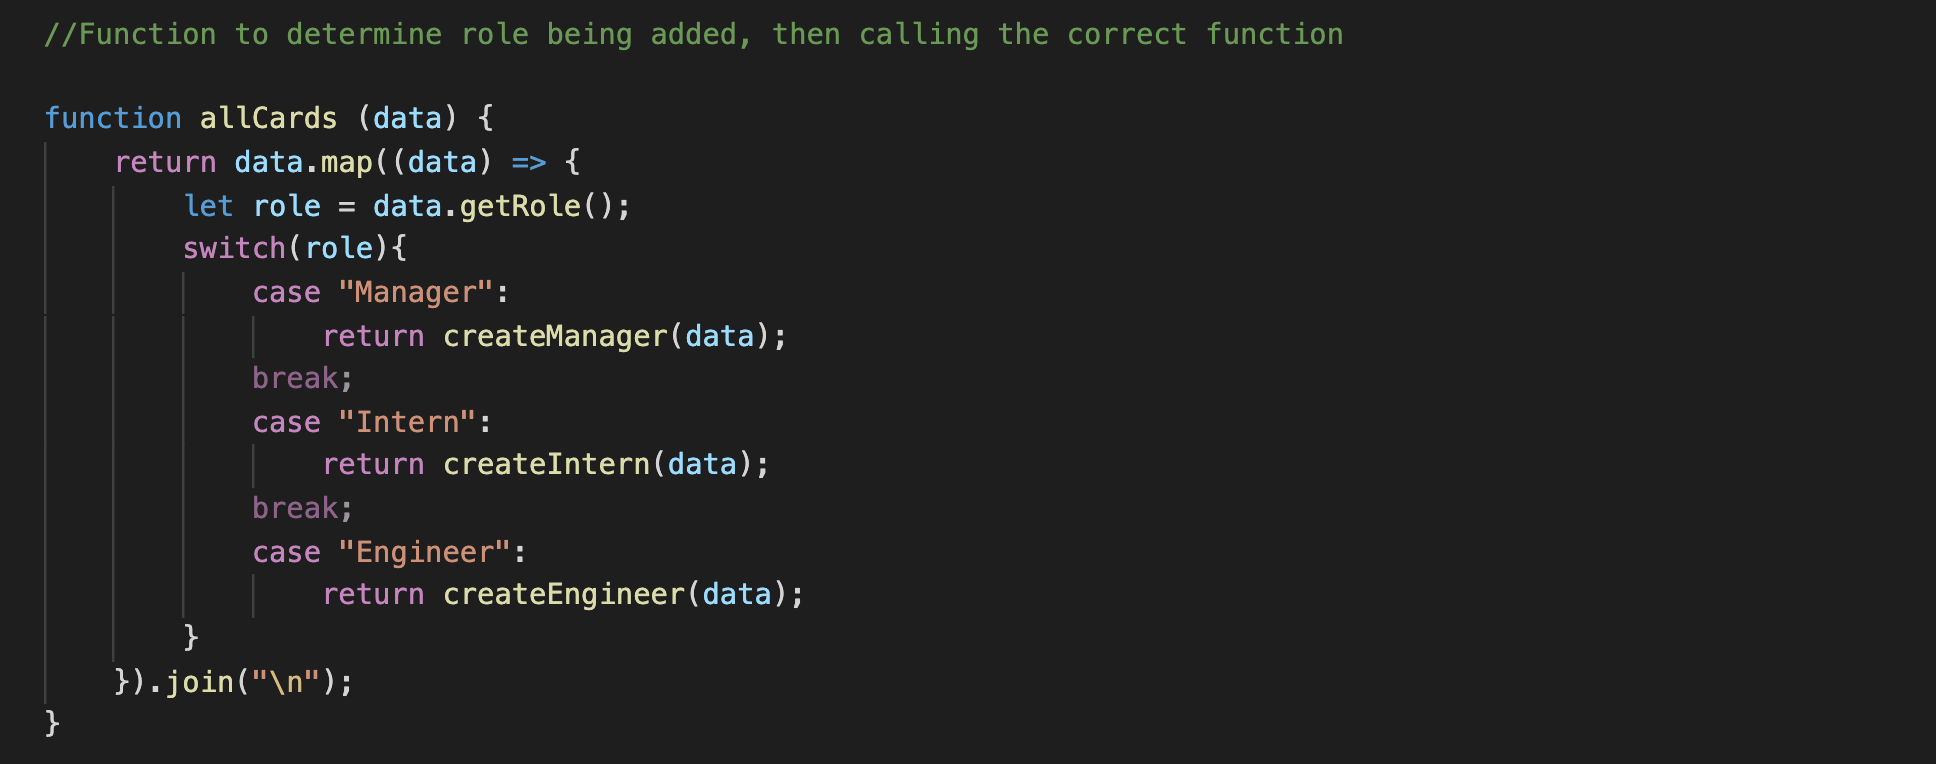 //Function to determine role being added, then calling the correct function
function allCards (data) {
return data.map((data) => {
let role = data.getRole();
switch(role){
case "Manager":
return createManager(data);
break;
case "Intern":
return createIntern(data);
break;
case "Engineer":
return createEngineer(data);
}
}).join("\n");
}